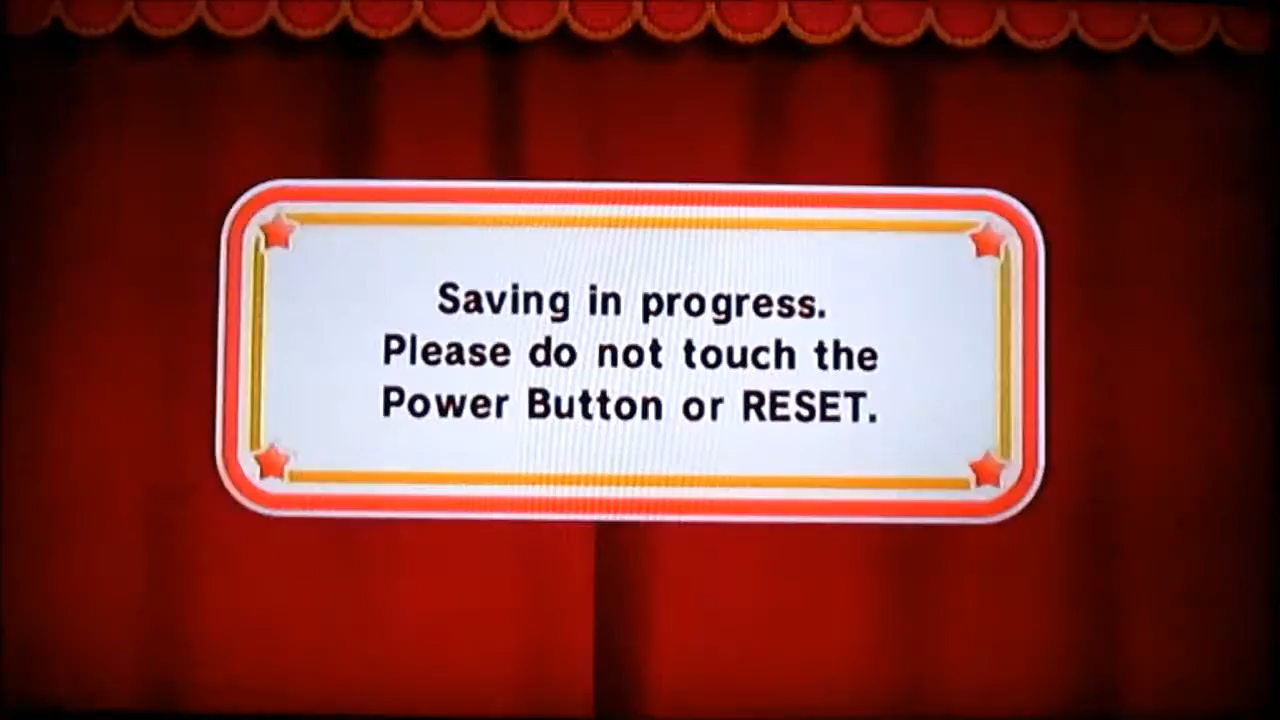 Saving in progress.
Please do not touch the
Power Button or RESET.